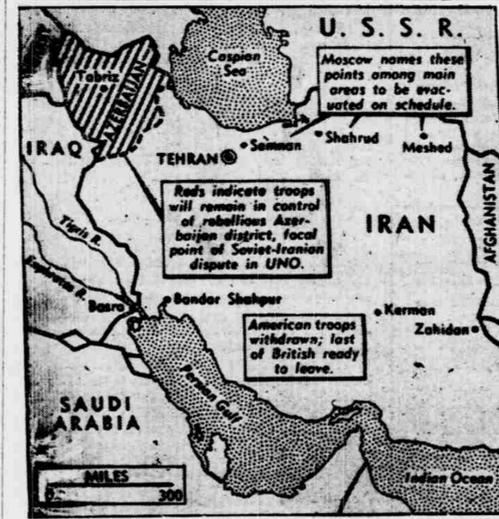 U. S. S. R.
Caspian
Sea
Moscow names these
points among main
areas to be evac-
uated on schedule.
Tabriz
AZERBAIJAN
IRAQ
TEHRAN
Semnan
Shahrud
Meshed
AFGHANISTAN
Reds indicate troops
will remain in control
of rebellious Azer-
baijan district, focal
point of Soviet-Iranian
dispute in UNO.
IRAN
Tigris R.
Euphrates R.
Basra
Bandar Shahpur
Kerman
Zahidan
American troops
withdrawn; last
of British ready
to leave.
Persian Gulf
SAUDI
ARABIA
Indian Ocean
MILES
0 300